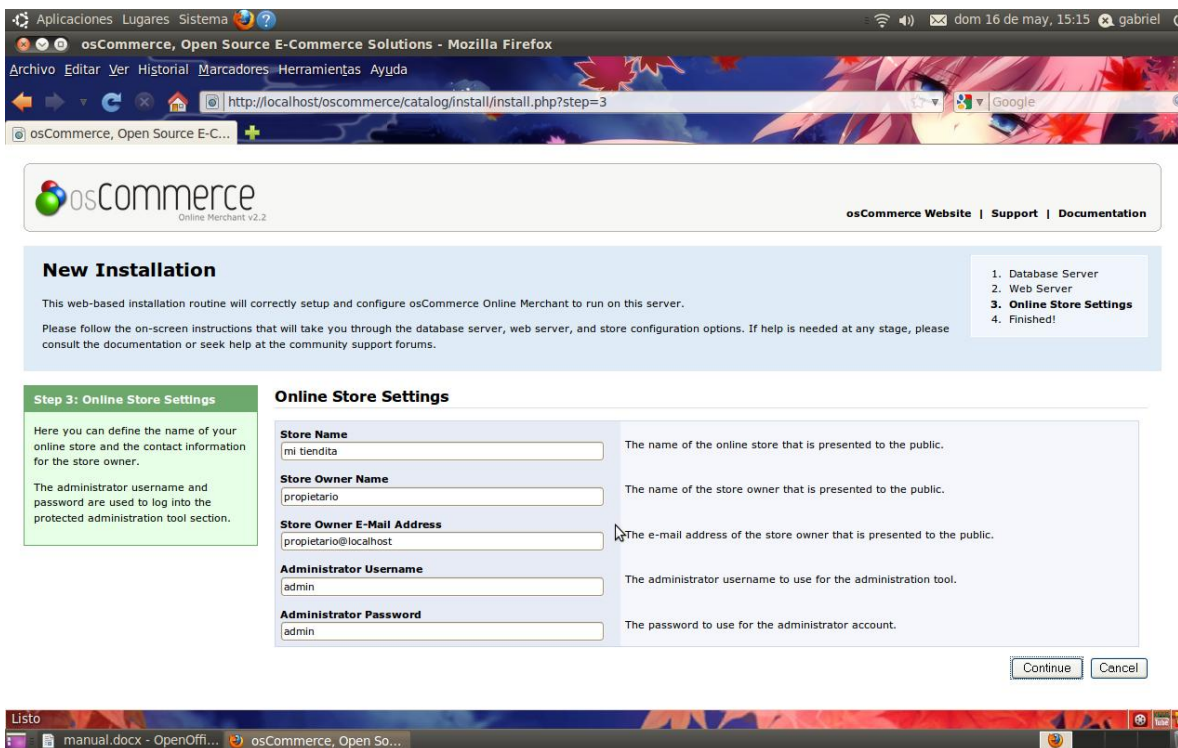 Aplicaciones Lugares Sistema
dom 16 de may, 15:15 gabriel
osCommerce, Open Source E-Commerce Solutions - Mozilla Firefox
Archivo Editar Ver Historial Marcadores Herramientas Ayuda
http://localhost/oscommerce/catalog/install/install.php?step=3
Google
osCommerce, Open Source E-C...
osCommerce
Online Merchant v2.2
osCommerce Website | Support | Documentation
New Installation
This web-based installation routine will correctly setup and configure osCommerce Online Merchant to run on this server.
Please follow the on-screen instructions that will take you through the database server, web server, and store configuration options. If help is needed at any stage, please
consult the documentation or seek help at the community support forums.
1. Database Server
2. Web Server
3. Online Store Settings
4. Finished!
Step 3: Online Store Settings
Here you can define the name of your
online store and the contact information
for the store owner.
The administrator username and
password are used to log into the
protected administration tool section.
Online Store Settings
Store Name
mi tiendita
The name of the online store that is presented to the public.
Store Owner Name
propietario
The name of the store owner that is presented to the public.
Store Owner E-Mail Address
propietario@localhost
The e-mail address of the store owner that is presented to the public.
Administrator Username
admin
The administrator username to use for the administration tool.
Administrator Password
admin
The password to use for the administrator account.
Continue Cancel
Listo
manual.docx - OpenOffi... osCommerce, Open So...